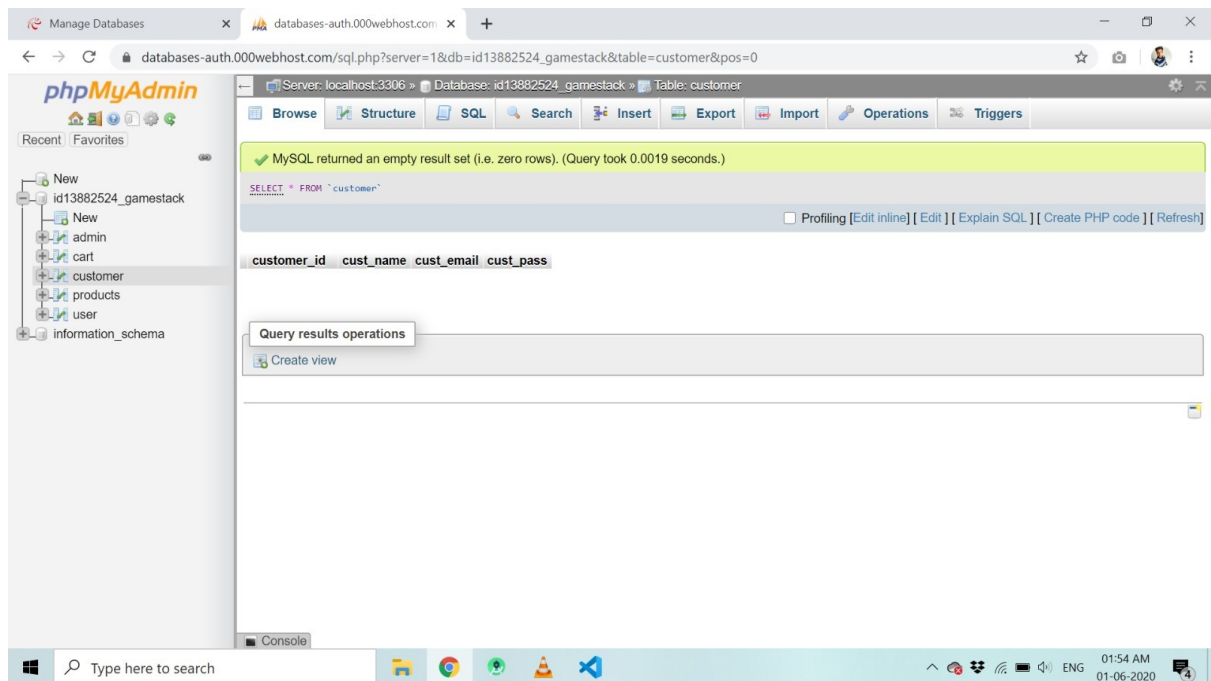 Manage Databases
databases-auth.000webhost.com
databases-auth.000webhost.com/sql.php?server=1&db=id13882524_gamestack&table=customer&pos=0
phpMyAdmin
Recent Favorites
New
id13882524_gamestack
New
admin
cart
customer
products
user
information_schema
Server: localhost:3306 » Database: id13882524_gamestack » Table: customer
Browse Structure SQL Search Insert Export Import Operations Triggers
MySQL returned an empty result set (i.e. zero rows). (Query took 0.0019 seconds.)
SELECT * FROM `customer`
Profiling [Edit inline] [ Edit ] [ Explain SQL ] [ Create PHP code ] [ Refresh]
customer_id cust_name cust_email cust_pass
Query results operations
Create view
Console
Type here to search
ENG
01:54 AM
01-06-2020
4